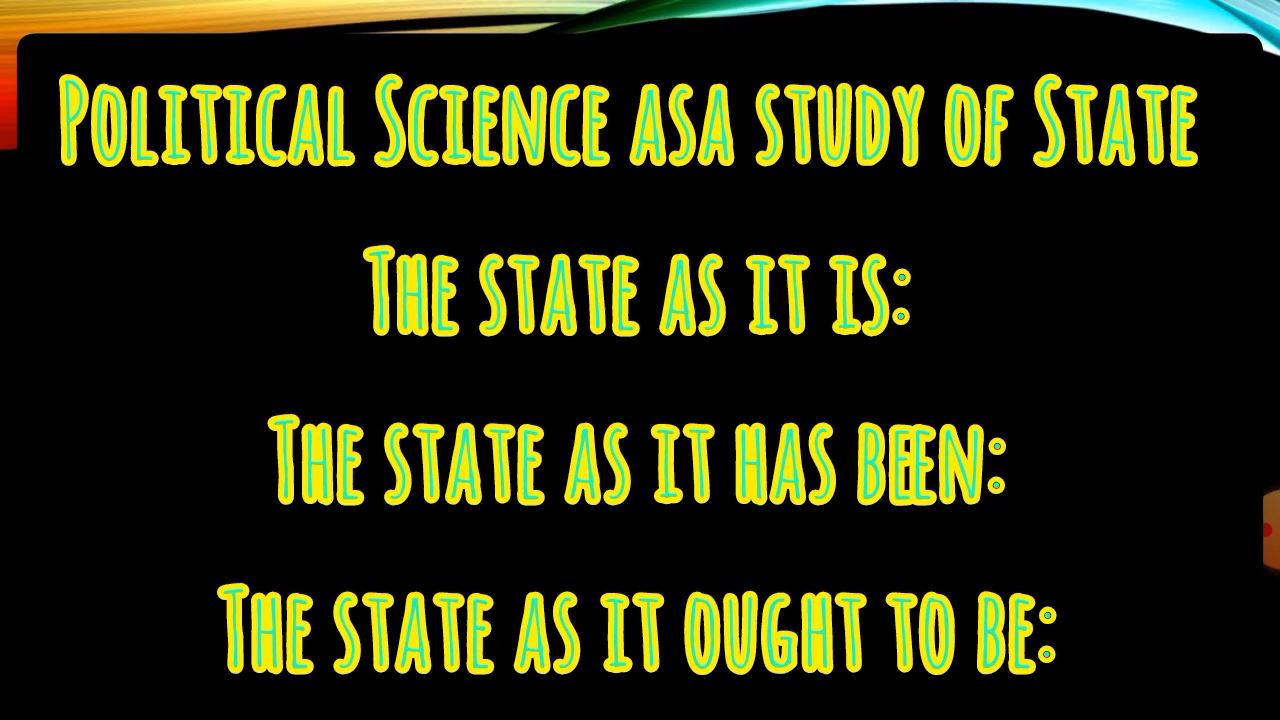 Political Science asa study of State
The state as it is:
The state as it has been:
The state as it ought to be: